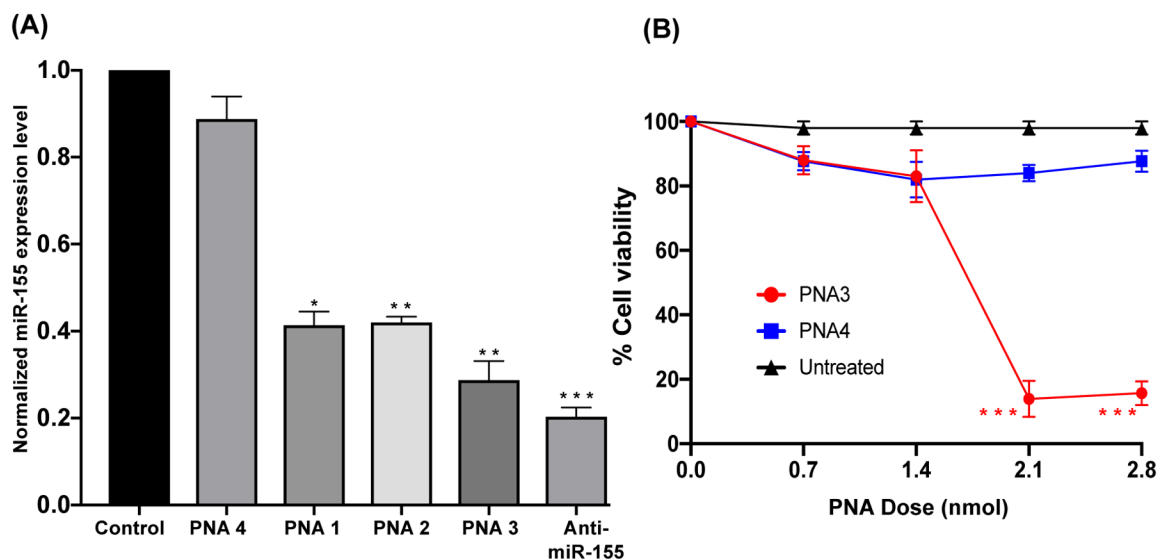 (A)
Normalized miR-155 expression level
1.0
0.8
0.6
0.4
0.2
0.0
*
* *
* *
* * *
Control PNA 4 PNA 1 PNA 2 PNA 3 Anti-
miR-155
(B)
% Cell viability
100
80
60
40
20
0
PNA3
PNA4
Untreated
* * * * * *
0.0 0.7 1.4 2.1 2.8
PNA Dose (nmol)